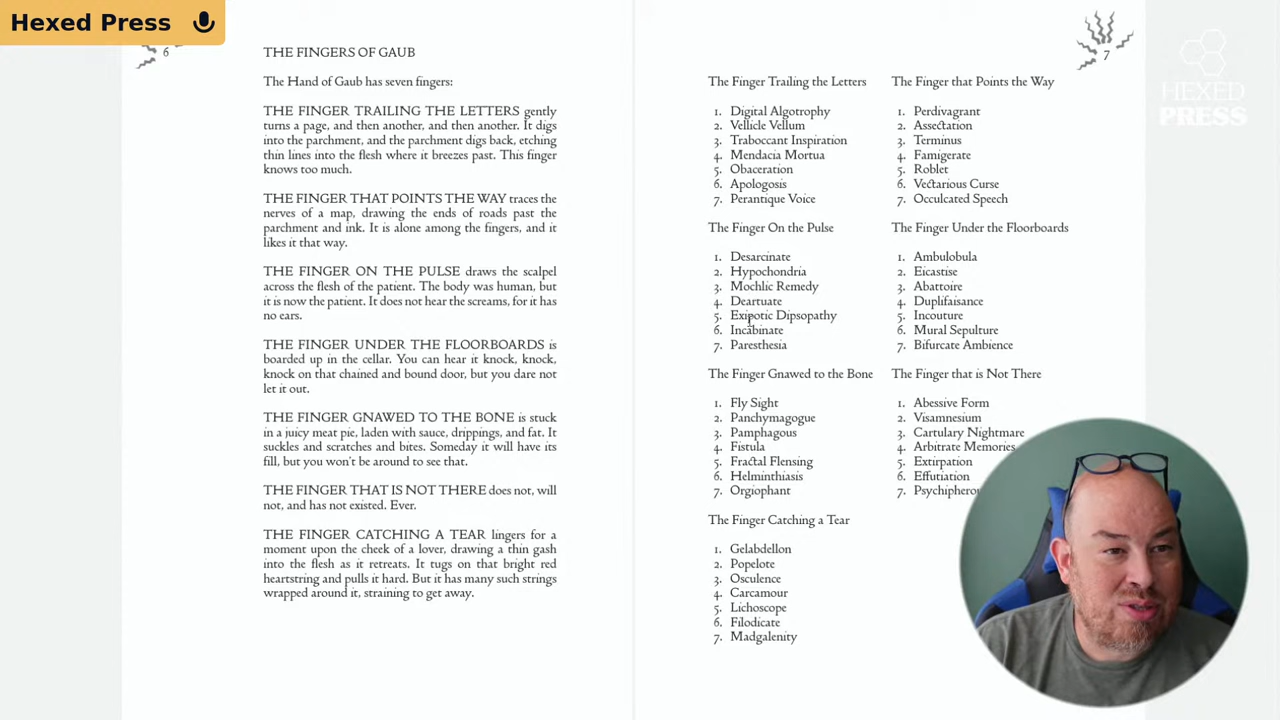 Hexed Press
6
THE FINGERS OF GAUB
The Hand of Gaub has seven fingers:
THE FINGER TRAILING THE LETTERS gently
turns a page, and then another, and then another. It digs
into the parchment, and the parchment digs back, etching
thin lines into the flesh where it breezes past. This finger
knows too much.
THE FINGER THAT POINTS THE WAY traces the
nerves of a map, drawing the ends of roads past the
parchment and ink. It is alone among the fingers, and it
likes it that way.
THE FINGER ON THE PULSE draws the scalpel
across the flesh of the patient. The body was human, but
it is now the patient. It does not hear the screams, for it has
no ears.
THE FINGER UNDER THE FLOORBOARDS is
boarded up in the cellar. You can hear it knock, knock,
knock on that chained and bound door, but you dare not
let it out.
THE FINGER GNAWED TO THE BONE is stuck
in a juicy meat pie, laden with sauce, drippings, and fat. It
suckles and scratches and bites. Someday it will have its
fill, but you won't be around to see that.
THE FINGER THAT IS NOT THERE does not, will
not, and has not existed. Ever.
THE FINGER CATCHING A TEAR lingers for a
moment upon the cheek of a lover, drawing a thin gash
into the flesh as it retreats. It tugs on that bright red
heartstring and pulls it hard. But it has many such strings
wrapped around it, straining to get away.
7
The Finger Trailing the Letters
1. Digital Algotrophy
2. Vellicle Vellum
3. Traboccant Inspiration
4. Mendacia Mortua
5. Obaceration
6. Apologosis
7. Perantique Voice
The Finger that Points the Way
1. Perdivagrant
2. Assectation
3. Terminus
4. Famigerate
5. Roblet
6. Vectarious Curse
7. Occulcated Speech
The Finger On the Pulse
1. Desarcinate
2. Hypochondria
3. Mochlic Remedy
4. Deartuate
5. Exipotic Dipsopathy
6. Incabinate
7. Paresthesia
The Finger Under the Floorboards
1. Ambulobula
2. Eicastise
3. Abattoire
4. Duplifaisance
5. Incouture
6. Mural Sepulture
7. Bifurcate Ambience
The Finger Gnawed to the Bone
1. Fly Sight
2. Panchymagogue
3. Pamphagous
4. Fistula
5. Fractal Flensing
6. Helminthiasis
7. Orgiophant
The Finger that is Not There
1. Abessive Form
2. Visamnesium
3. Cartulary Nightmare
4. Arbitrate Memories
5. Extirpation
6. Effutiation
7.
The Finger Catching a Tear
1. Gelabdellon
2. Popelote
3. Osculence
4. Carcamour
5. Lichoscope
6. Filodicate
7. Madgalenity
HEXED
PRESS